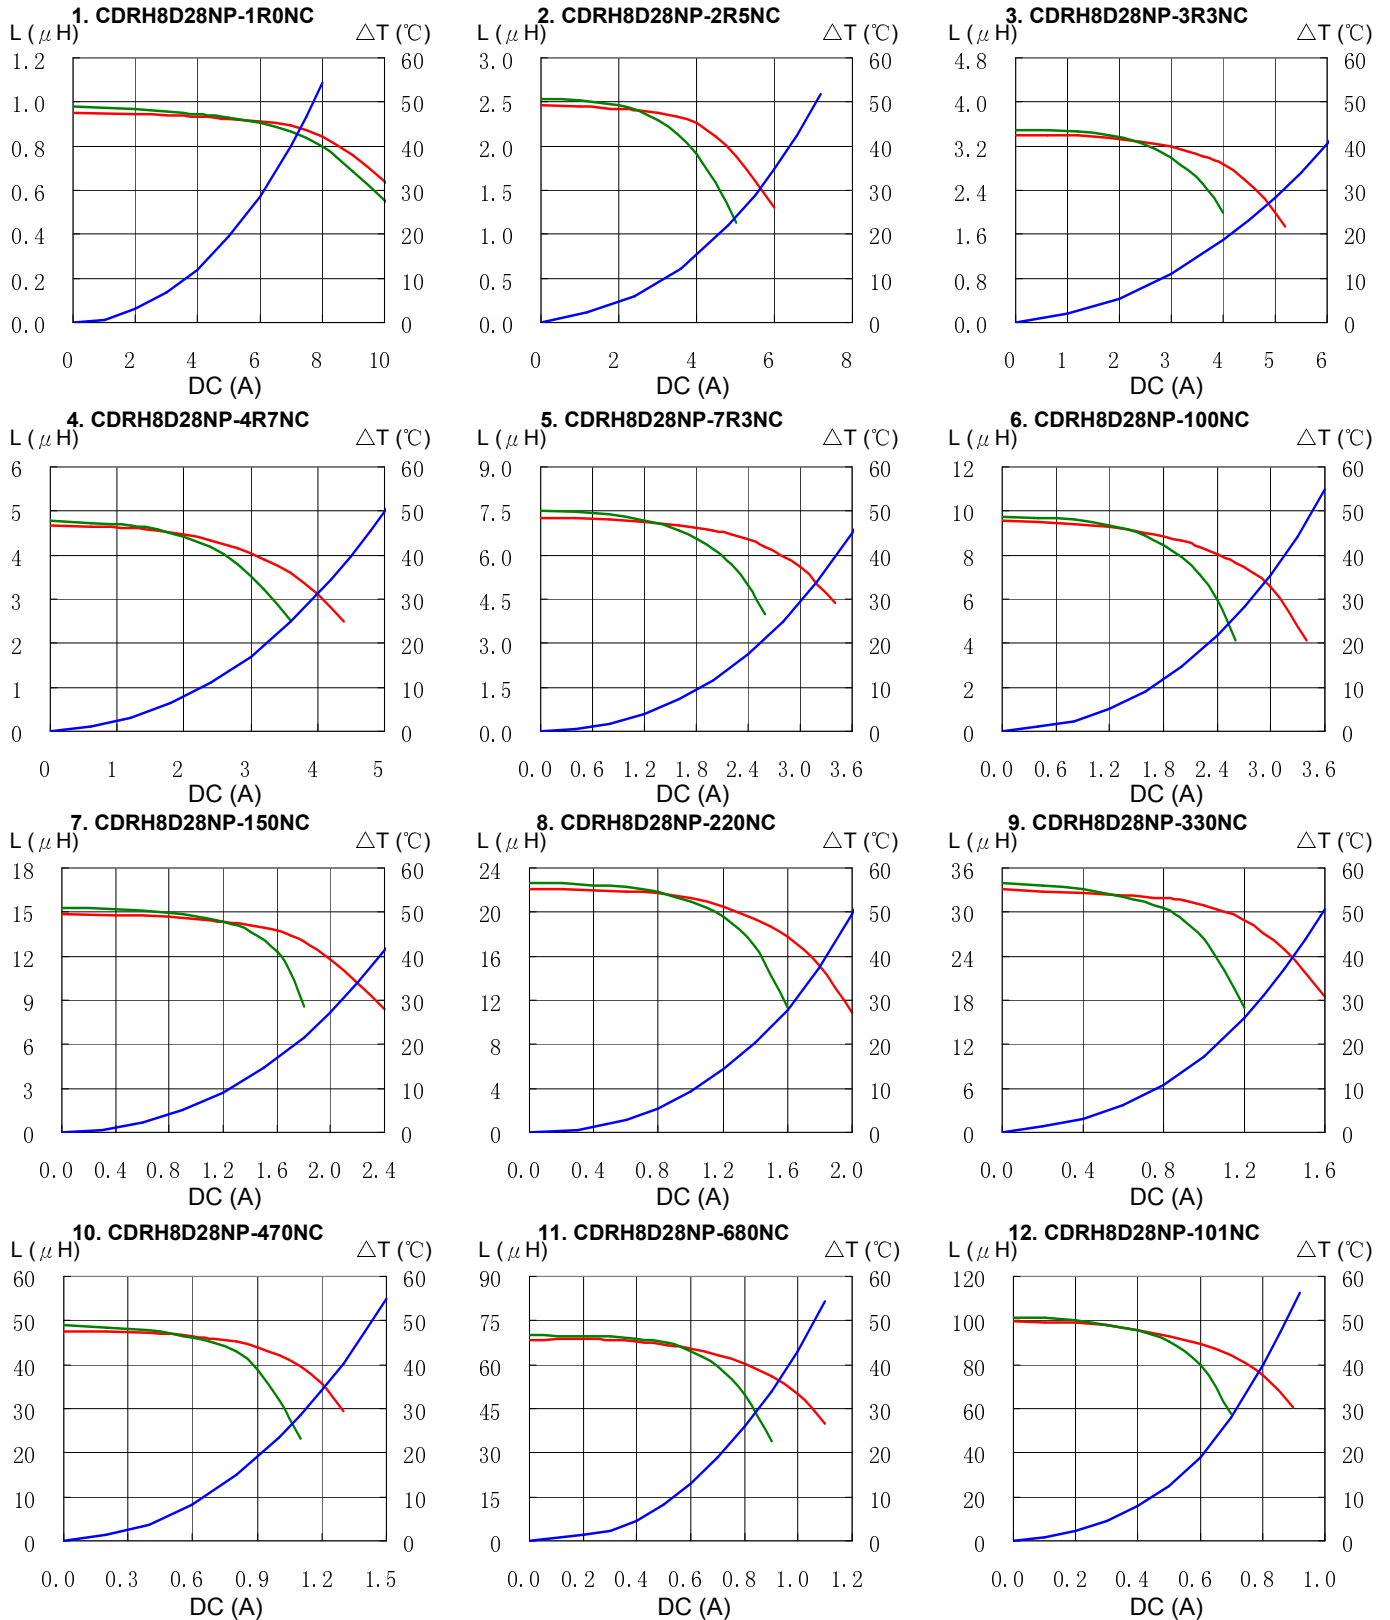 1. CDRH8D28NP-1R0NC
L (μH) △T (℃)
1.2 60
1.0 50
0.8 40
0.6 30
0.4 20
0.2 10
0.0 0
0 2 4 6 8 10
DC (A)
2. CDRH8D28NP-2R5NC
L (μH) △T (℃)
3.0 60
2.5 50
2.0 40
1.5 30
1.0 20
0.5 10
0.0 0
0 2 4 6 8
DC (A)
3. CDRH8D28NP-3R3NC
L (μH) △T (℃)
4.8 60
4.0 50
3.2 40
2.4 30
1.6 20
0.8 10
0.0 0
0 1 2 3 4 5 6
DC (A)
4. CDRH8D28NP-4R7NC
L (μH) △T (℃)
6 60
5 50
4 40
3 30
2 20
1 10
0 0
0 1 2 3 4 5
DC (A)
5. CDRH8D28NP-7R3NC
L (μH) △T (℃)
9.0 60
7.5 50
6.0 40
4.5 30
3.0 20
1.5 10
0.0 0
0.0 0.6 1.2 1.8 2.4 3.0 3.6
DC (A)
6. CDRH8D28NP-100NC
L (μH) △T (℃)
12 60
10 50
8 40
6 30
4 20
2 10
0 0
0.0 0.6 1.2 1.8 2.4 3.0 3.6
DC (A)
7. CDRH8D28NP-150NC
L (μH) △T (℃)
18 60
15 50
12 40
9 30
6 20
3 10
0 0
0.0 0.4 0.8 1.2 1.6 2.0 2.4
DC (A)
8. CDRH8D28NP-220NC
L (μH) △T (℃)
24 60
20 50
16 40
12 30
8 20
4 10
0 0
0.0 0.4 0.8 1.2 1.6 2.0
DC (A)
9. CDRH8D28NP-330NC
L (μH) △T (℃)
36 60
30 50
24 40
18 30
12 20
6 10
0 0
0.0 0.4 0.8 1.2 1.6
DC (A)
10. CDRH8D28NP-470NC
L (μH) △T (℃)
60 60
50 50
40 40
30 30
20 20
10 10
0 0
0.0 0.3 0.6 0.9 1.2 1.5
DC (A)
11. CDRH8D28NP-680NC
L (μH) △T (℃)
90 60
75 50
60 40
45 30
30 20
15 10
0 0
0.0 0.2 0.4 0.6 0.8 1.0 1.2
DC (A)
12. CDRH8D28NP-101NC
L (μH) △T (℃)
120 60
100 50
80 40
60 30
40 20
20 10
0 0
0.0 0.2 0.4 0.6 0.8 1.0
DC (A)